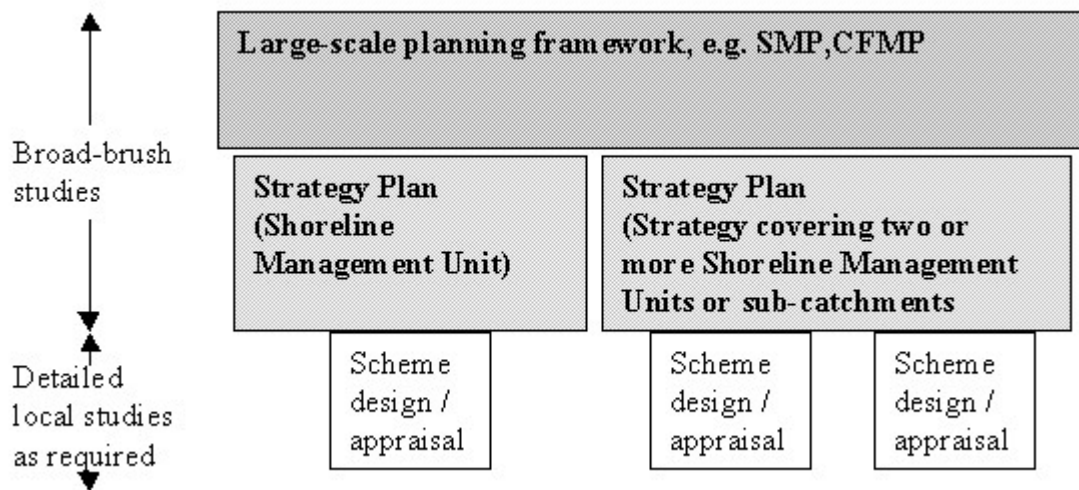 Large-scale planning framework, e.g. SMP,CFMP
Broad-brush
studies
Strategy Plan
(Shoreline
Management Unit)
Strategy Plan
(Strategy covering two or
more Shoreline Management
Units or sub-catchments
Detailed
local studies
as required
Scheme
design /
appraisal
Scheme
design /
appraisal
Scheme
design /
appraisal